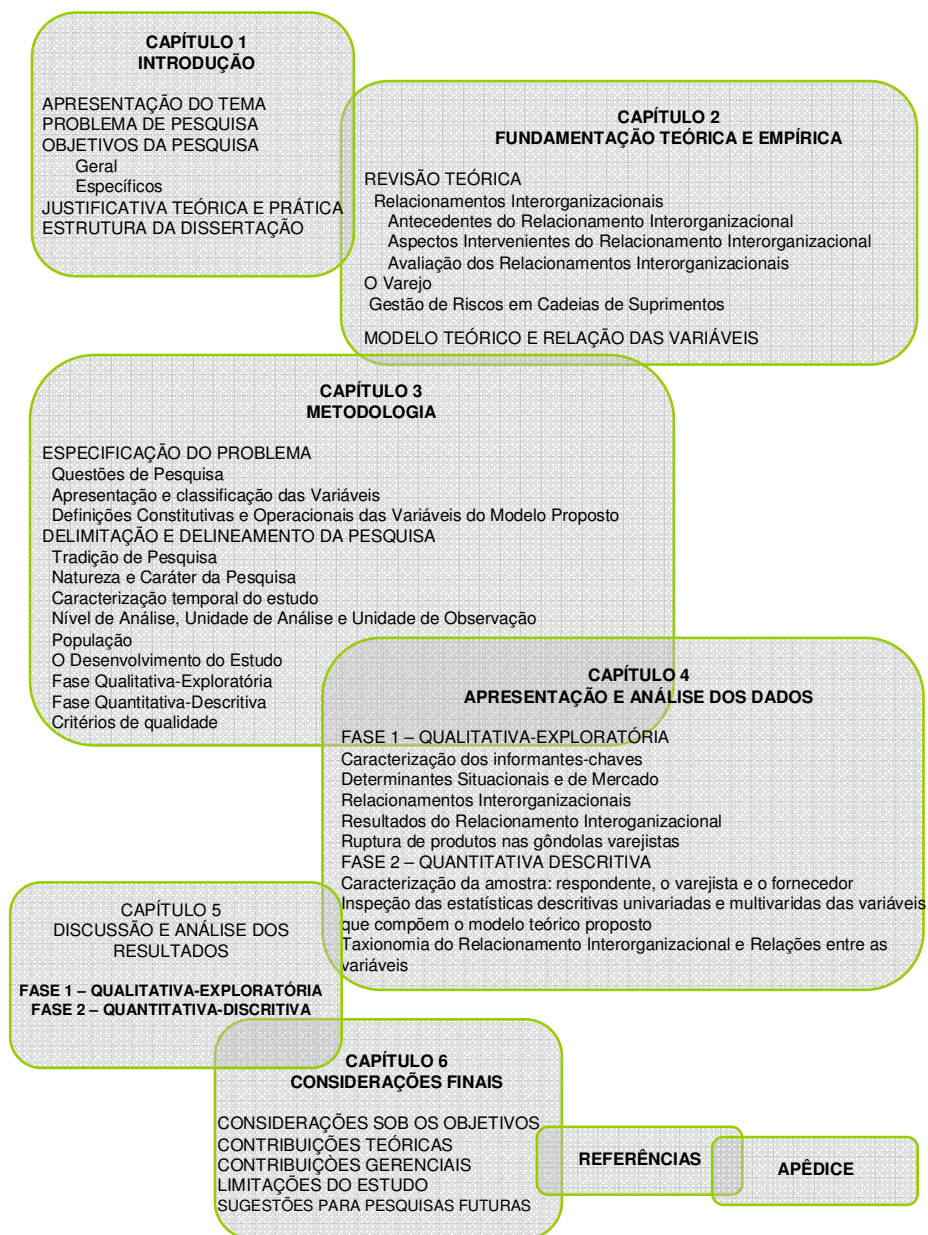 CAPÍTULO 1
INTRODUÇÃO
APRESENTAÇÃO DO TEMA
PROBLEMA DE PESQUISA
OBJETIVOS DA PESQUISA
Geral
Específicos
JUSTIFICATIVA TEÓRICA E PRÁTICA
ESTRUTURA DA DISSERTAÇÃO
CAPÍTULO 2
FUNDAMENTAÇÃO TEÓRICA E EMPÍRICA
REVISÃO TEÓRICA
Relacionamentos Interorganizacionais
Antecedentes do Relacionamento Interorganizacional
Aspectos Intervenientes do Relacionamento Interorganizacional
Avaliação dos Relacionamentos Interorganizacionais
O Varejo
Gestão de Riscos em Cadeias de Suprimentos
MODELO TEÓRICO E RELAÇÃO DAS VARIÁVEIS
CAPÍTULO 3
METODOLOGIA
ESPECIFICAÇÃO DO PROBLEMA
Questões de Pesquisa
Apresentação e classificação das Variáveis
Definições Constitutivas e Operacionais das Variáveis do Modelo Proposto
DELIMITAÇÃO E DELINEAMENTO DA PESQUISA
Tradição de Pesquisa
Natureza e Caráter da Pesquisa
Caracterização temporal do estudo
Nível de Análise, Unidade de Análise e Unidade de Observação
População
O Desenvolvimento do Estudo
Fase Qualitativa-Exploratória
Fase Quantitativa-Descritiva
Critérios de qualidade
CAPÍTULO 4
APRESENTAÇÃO E ANÁLISE DOS DADOS
FASE 1 – QUALITATIVA-EXPLORATÓRIA
Caracterização dos informantes-chaves
Determinantes Situacionais e de Mercado
Relacionamentos Interorganizacionais
Resultados do Relacionamento Interoganizacional
Ruptura de produtos nas gôndolas varejistas
FASE 2 – QUANTITATIVA DESCRITIVA
Caracterização da amostra: respondente, o varejista e o fornecedor
Inspeção das estatísticas descritivas univariadas e multivaridas das variáveis
que compõem o modelo teórico proposto
Taxionomia do Relacionamento Interorganizacional e Relações entre as
variáveis
CAPÍTULO 5
DISCUSSÃO E ANÁLISE DOS
RESULTADOS
FASE 1 – QUALITATIVA-EXPLORATÓRIA
FASE 2 – QUANTITATIVA-DISCRITIVA
CAPÍTULO 6
CONSIDERAÇÕES FINAIS
CONSIDERAÇÕES SOB OS OBJETIVOS
CONTRIBUIÇÕES TEÓRICAS
CONTRIBUIÇÒES GERENCIAIS
LIMITAÇÕES DO ESTUDO
SUGESTÕES PARA PESQUISAS FUTURAS
REFERÊNCIAS
APÊDICE